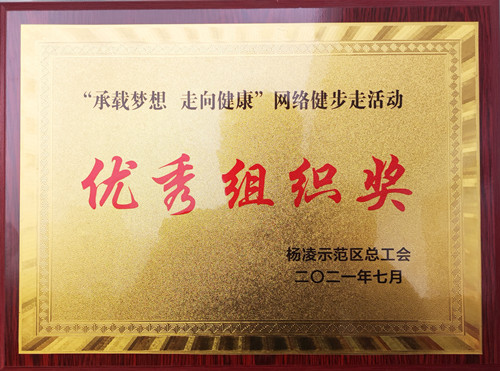 “承载梦想 走向健康”网络健步走活动
优秀组织奖
杨凌示范区总工会
二〇二一年七月